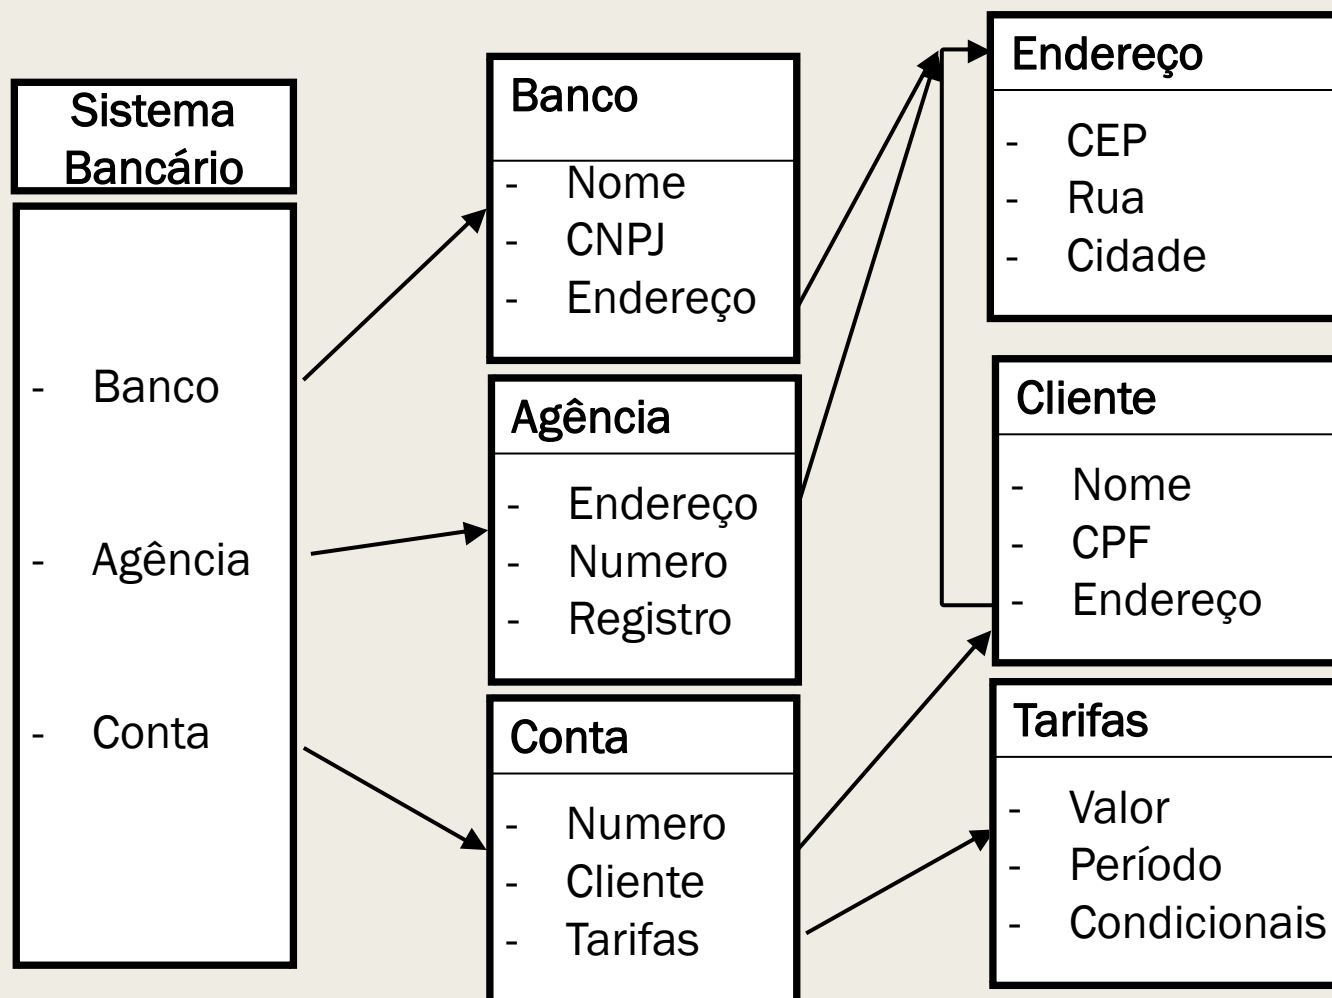 Sistema
Bancário
- Banco
- Agência
- Conta
Banco
- Nome
- CNPJ
- Endereço
Agência
- Endereço
- Numero
- Registro
Conta
- Numero
- Cliente
- Tarifas
Endereço
- CEP
- Rua
- Cidade
Cliente
- Nome
- CPF
- Endereço
Tarifas
- Valor
- Período
- Condicionais